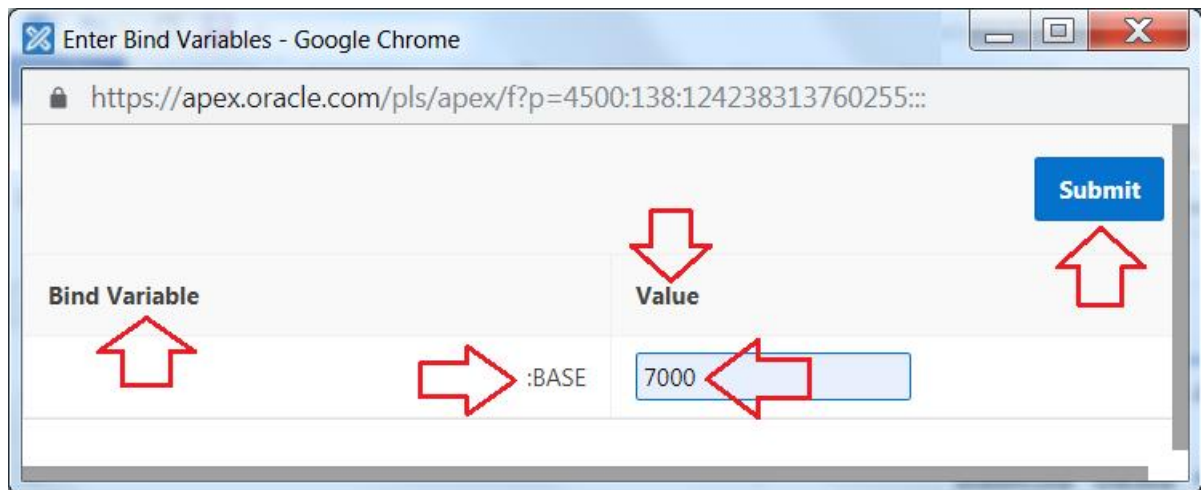 Enter Bind Variables - Google Chrome
https://apex.oracle.com/pls/apex/f?p=4500:138:124238313760255:::
Submit
Bind Variable Value
:BASE 7000